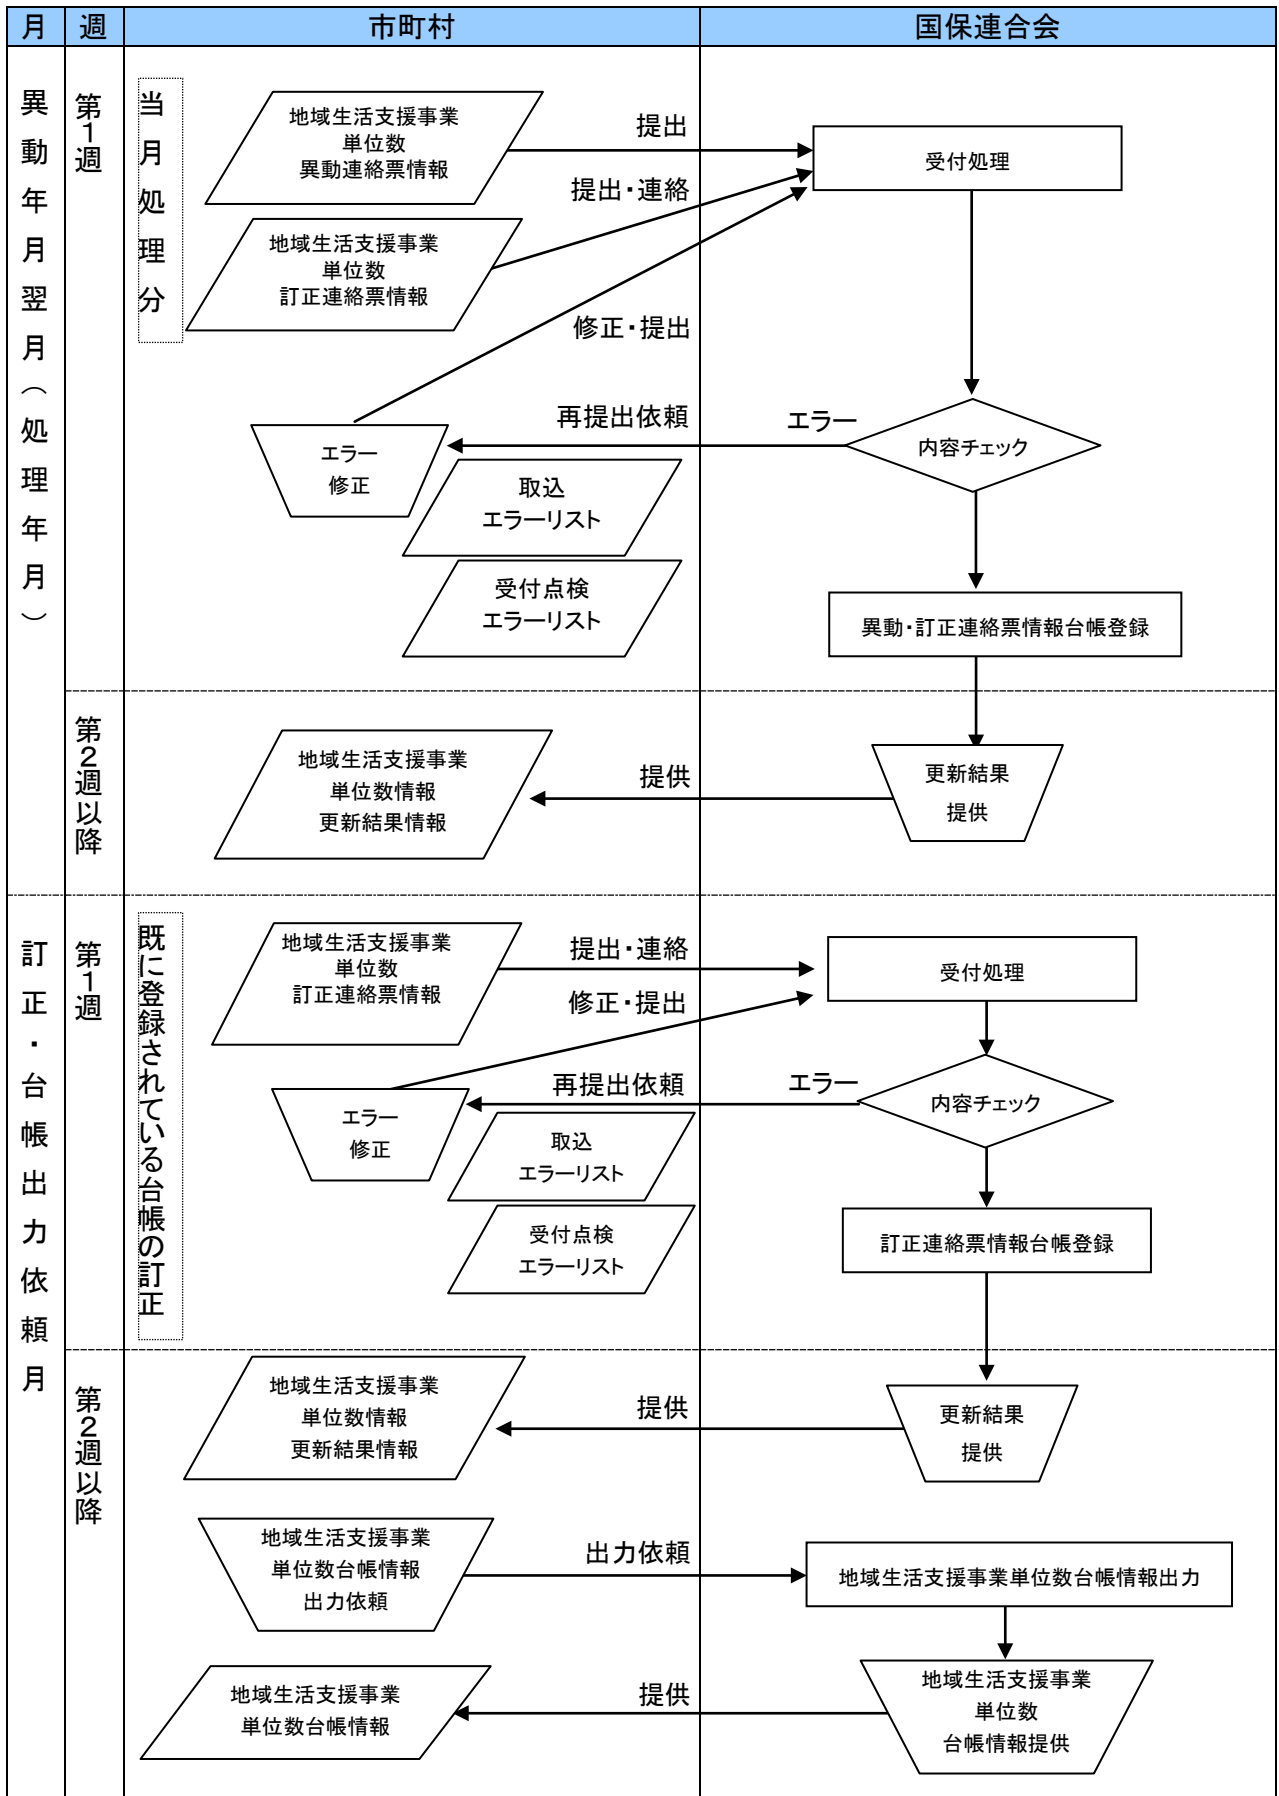 月
週
市町村
国保連合会
異動年月翌月（処理年月）
第1週
当月処理分
地域生活支援事業
単位数
異動連絡票情報
提出
受付処理
提出・連絡
地域生活支援事業
単位数
訂正連絡票情報
修正・提出
再提出依頼
エラー
内容チェック
エラー
修正
取込
エラーリスト
受付点検
エラーリスト
異動・訂正連絡票情報台帳登録
第2週以降
地域生活支援事業
単位数情報
更新結果情報
提供
更新結果
提供
訂正・台帳出力依頼月
第1週
既に登録されている台帳の訂正
地域生活支援事業
単位数
訂正連絡票情報
提出・連絡
受付処理
修正・提出
再提出依頼
エラー
内容チェック
エラー
修正
取込
エラーリスト
受付点検
エラーリスト
訂正連絡票情報台帳登録
第2週以降
地域生活支援事業
単位数情報
更新結果情報
提供
更新結果
提供
地域生活支援事業
単位数台帳情報
出力依頼
出力依頼
地域生活支援事業単位数台帳情報出力
地域生活支援事業
単位数台帳情報
提供
地域生活支援事業
単位数
台帳情報提供